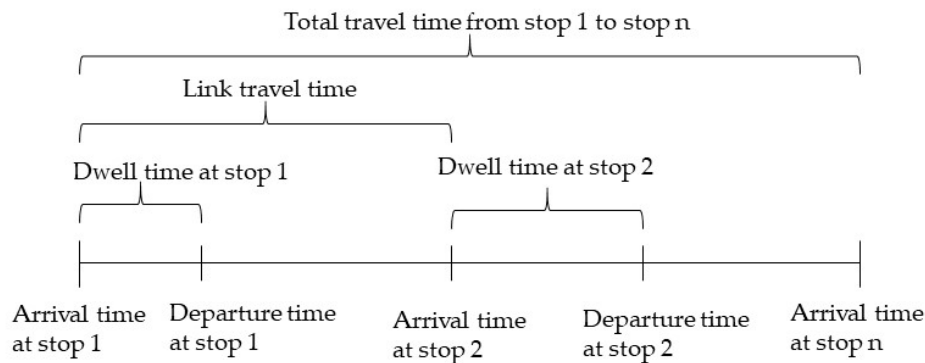 Total travel time from stop 1 to stop n
Link travel time
Dwell time at stop 1
Dwell time at stop 2
Arrival time
at stop 1
Departure time
at stop 1
Arrival time
at stop 2
Departure time
at stop 2
Arrival time
at stop n